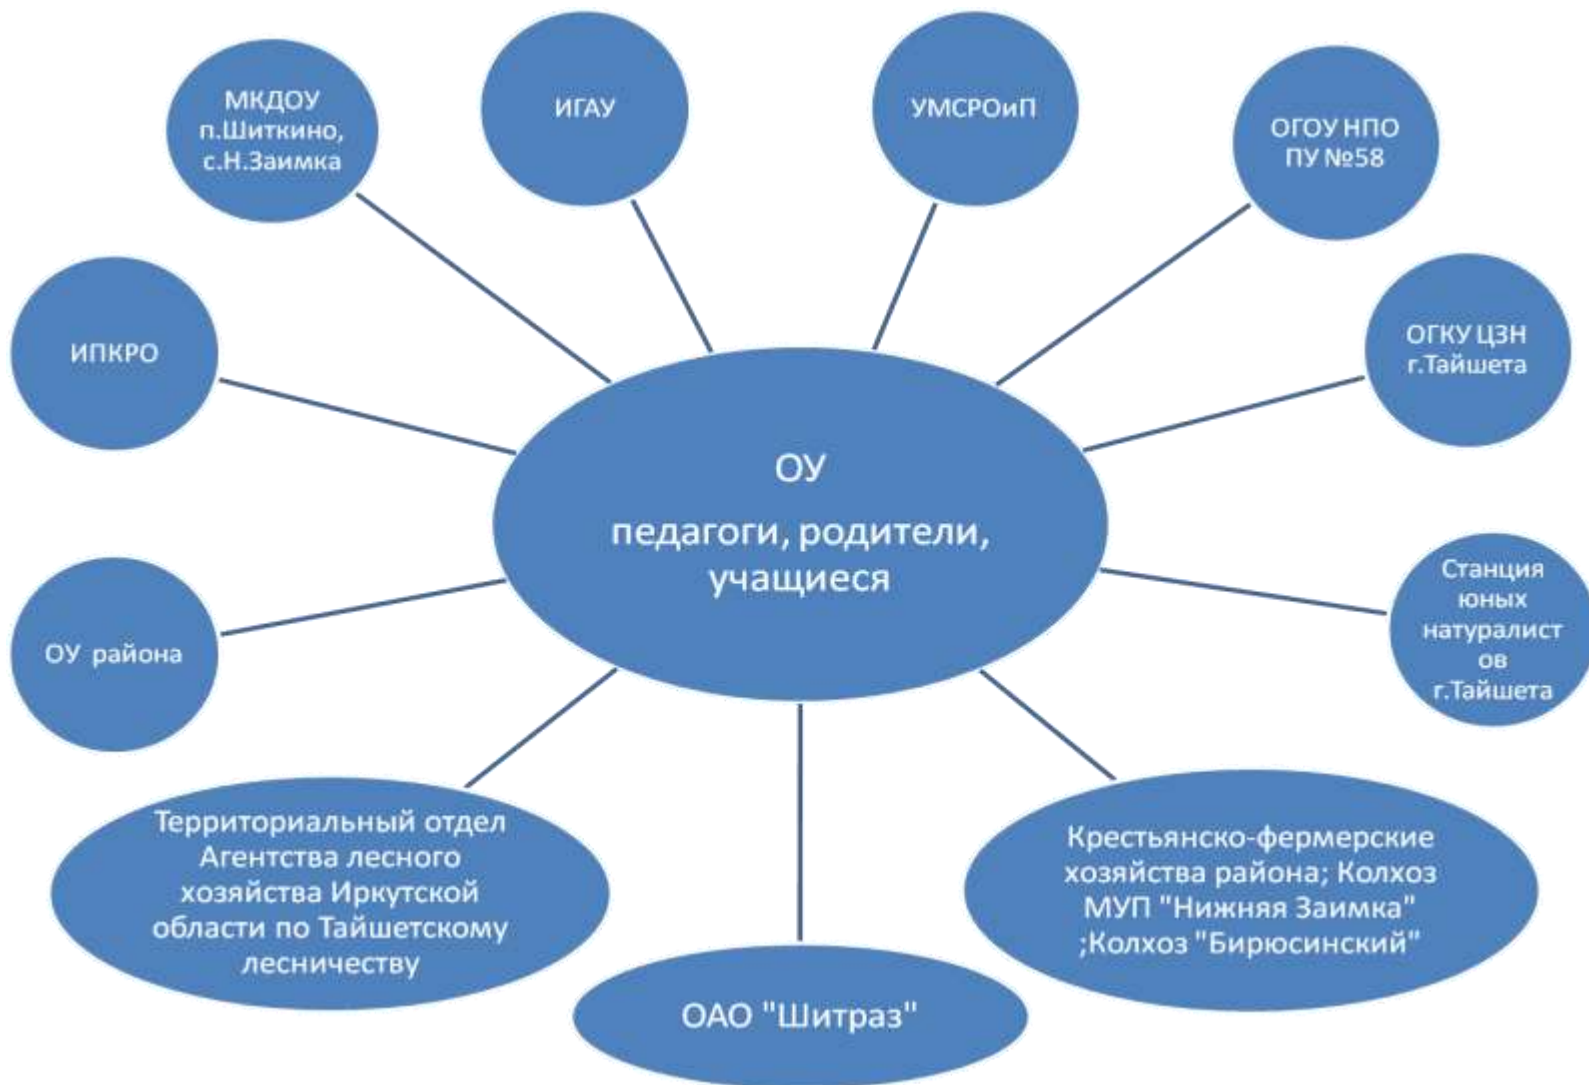 МКДОУ
п.Шиткино,
с.Н.Заимка
ИГАУ
УМСРОиП
ОГОУ НПО
ПУ №58
ИПКРО
ОГКУ ЦЗН
г.Тайшета
ОУ
педагоги, родители,
учащиеся
ОУ района
Станция
юных
натуралист
ов
г.Тайшета
Территориальный отдел
Агентства лесного
хозяйства Иркутской
области по Тайшетскому
лесничеству
Крестьянско-фермерские
хозяйства района; Колхоз
МУП "Нижняя Заимка"
;Колхоз "Бирюсинский"
ОАО "Шитраз"